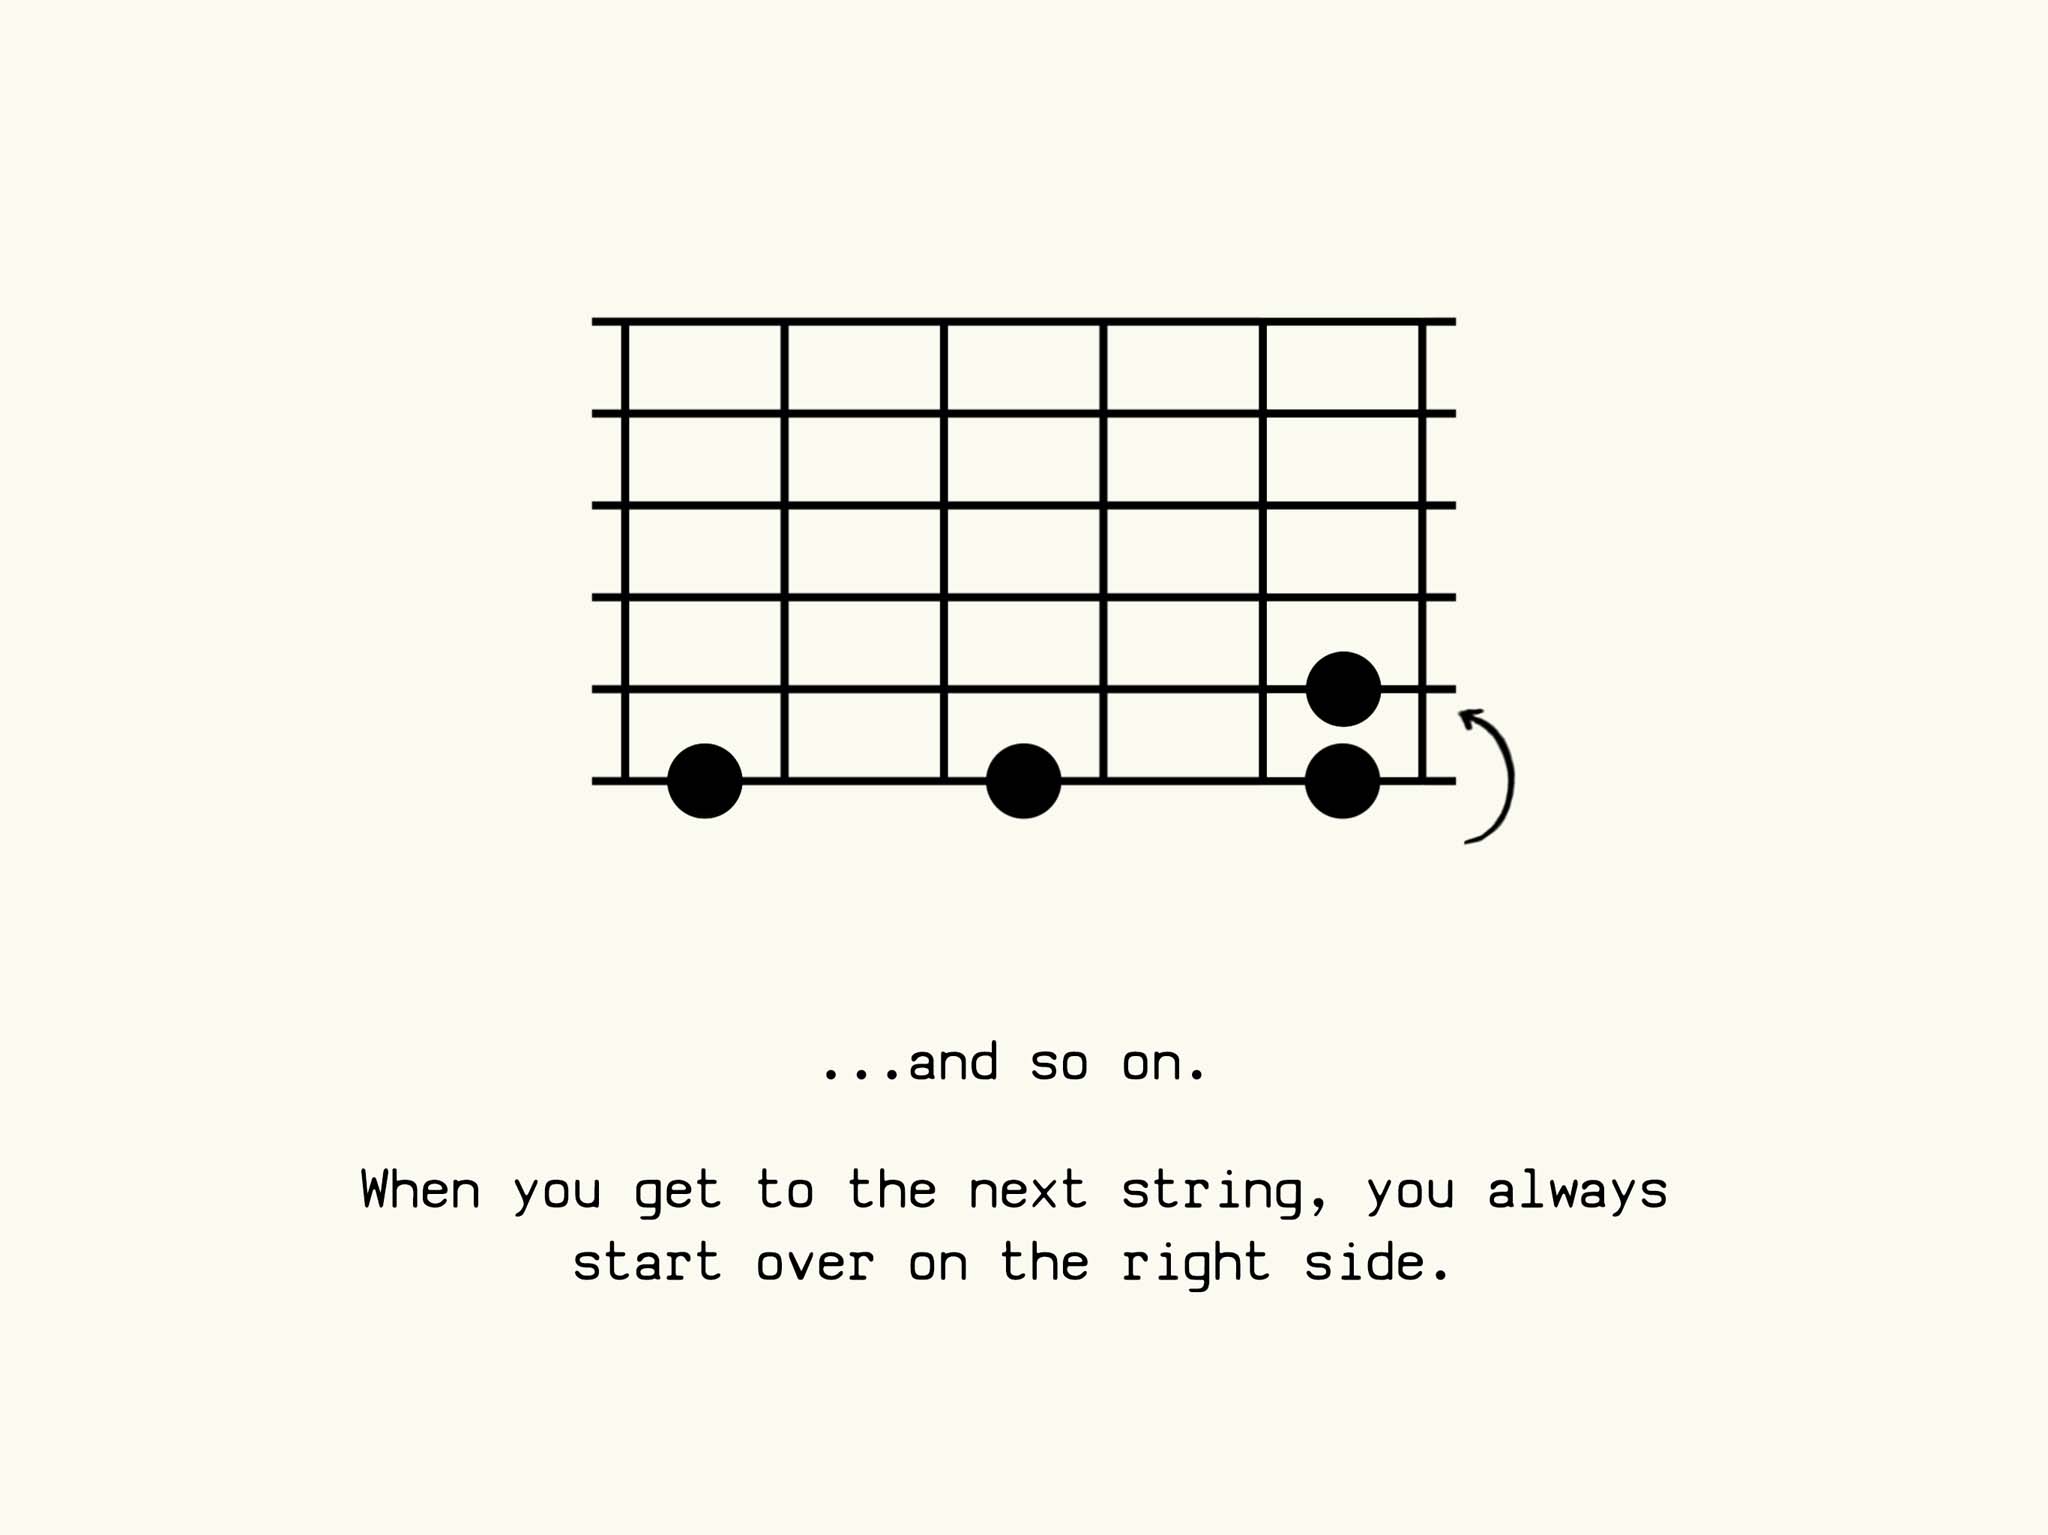 ...and so on.
When you get to the next string, you always
start over on the right side.